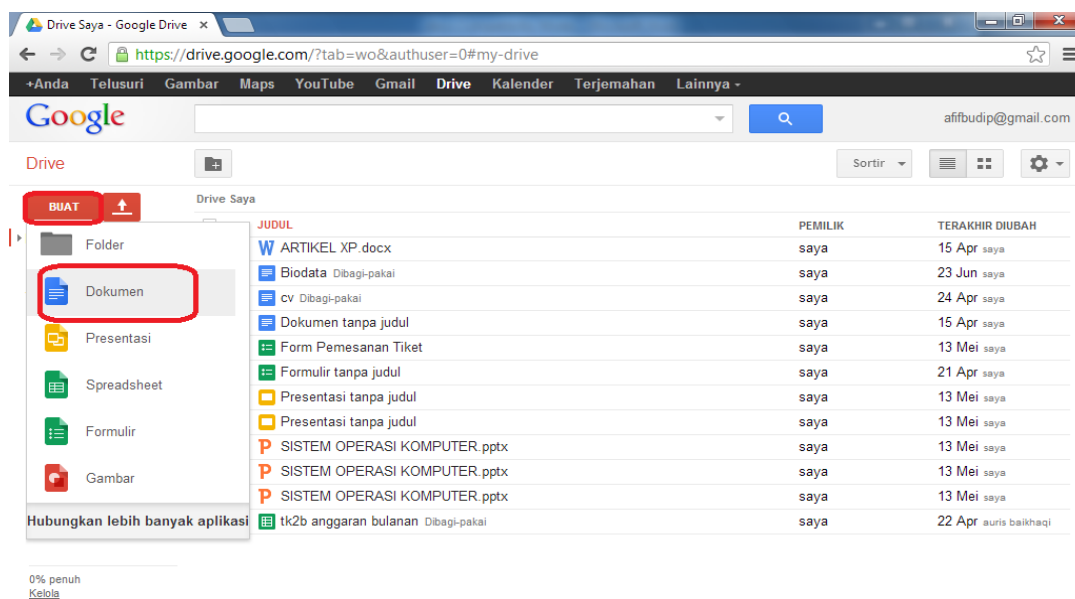 Drive Saya - Google Drive
https://drive.google.com/?tab=wo&authuser=0#my-drive
+Anda Telusuri Gambar Maps YouTube Gmail Drive Kalender Terjemahan Lainnya
Google afifbudip@gmail.com
Drive Sortir
BUAT Drive Saya
JUDUL PEMILIK TERAKHIR DIUBAH
Folder
Dokumen
Presentasi
Spreadsheet
Formulir
Gambar
Hubungkan lebih banyak aplikasi
ARTIKEL XP.docx saya 15 Apr saya
Biodata Dibagi-pakai saya 23 Jun saya
cv Dibagi-pakai saya 24 Apr saya
Dokumen tanpa judul saya 15 Apr saya
Form Pemesanan Tiket saya 13 Mei saya
Formulir tanpa judul saya 21 Apr saya
Presentasi tanpa judul saya 13 Mei saya
Presentasi tanpa judul saya 13 Mei saya
SISTEM OPERASI KOMPUTER.pptx saya 13 Mei saya
SISTEM OPERASI KOMPUTER.pptx saya 13 Mei saya
SISTEM OPERASI KOMPUTER.pptx saya 13 Mei saya
tk2b anggaran bulanan Dibagi-pakai saya 22 Apr auris baikhaqi
0% penuh
Kelola